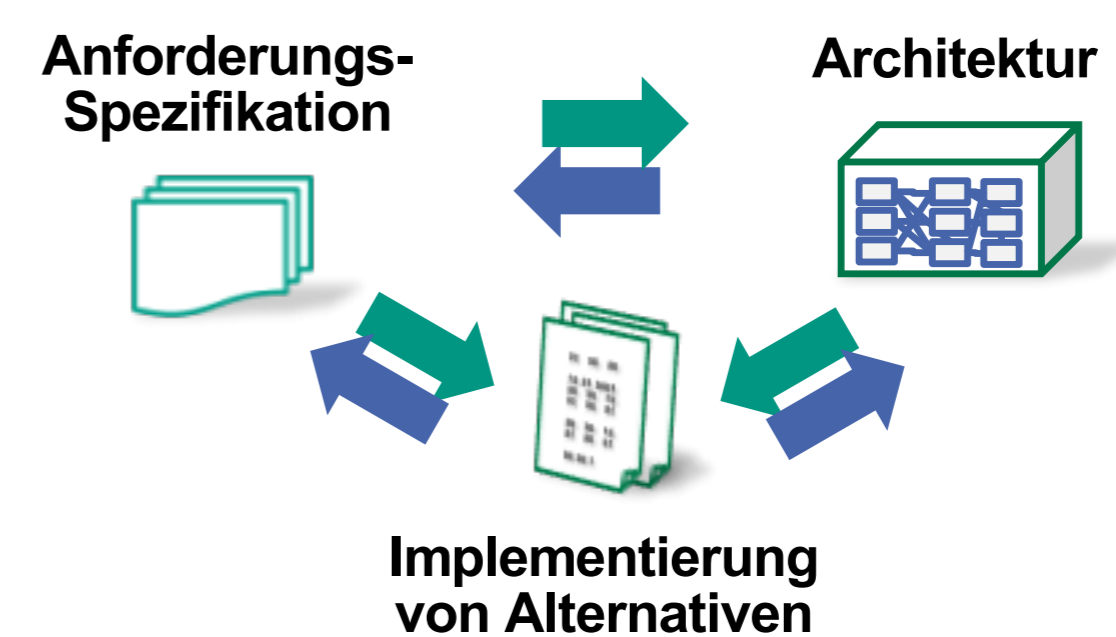 Anforderungs-
Spezifikation
Architektur
Implementierung
von Alternativen